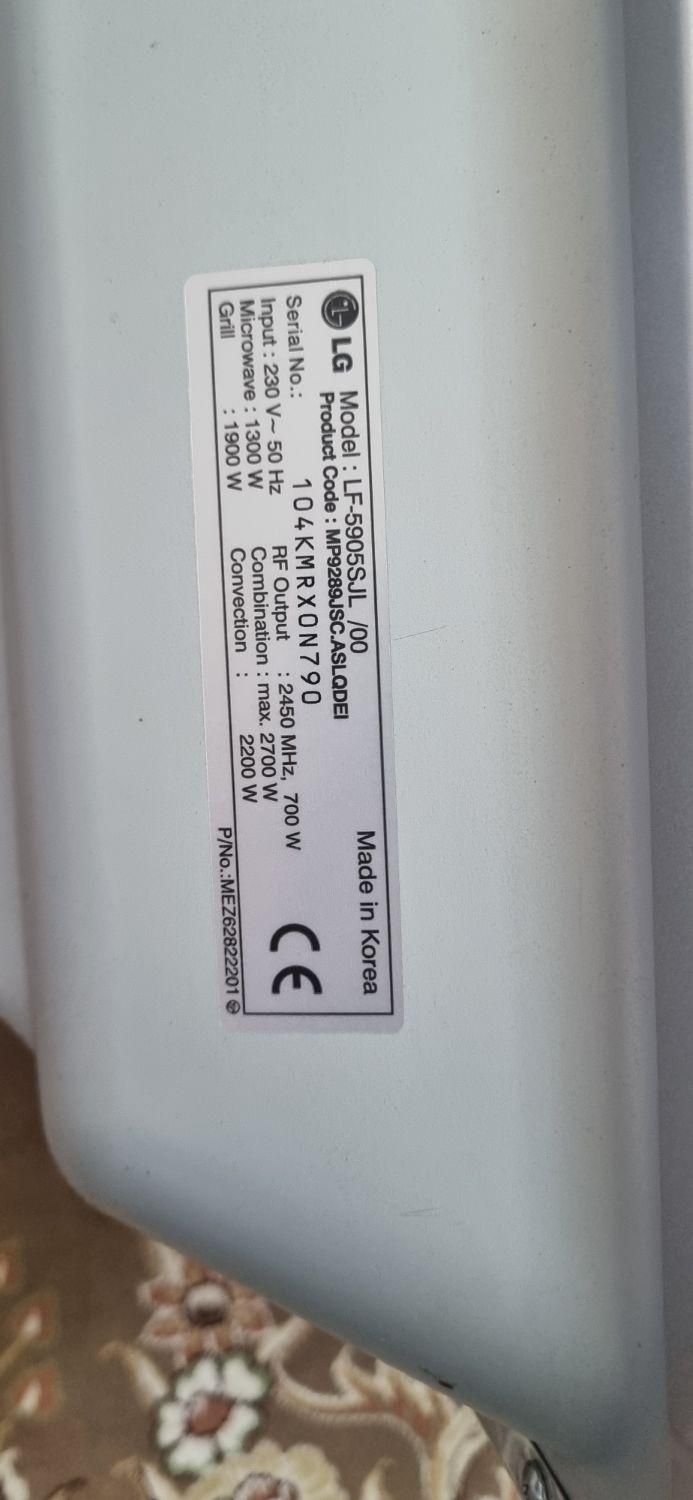 LG Model : LF-5905SJL /00 Made in Korea
Product Code : MP9289JSC.ASLQDEI
Serial No.: 104KMRX0N790
Input : 230 V~ 50 Hz RF Output : 2450 MHz, 700 W
Microwave : 1300 W Combination : max. 2700 W
Grill : 1900 W Convection : 2200 W
CE
P/No.:MEZ62822201